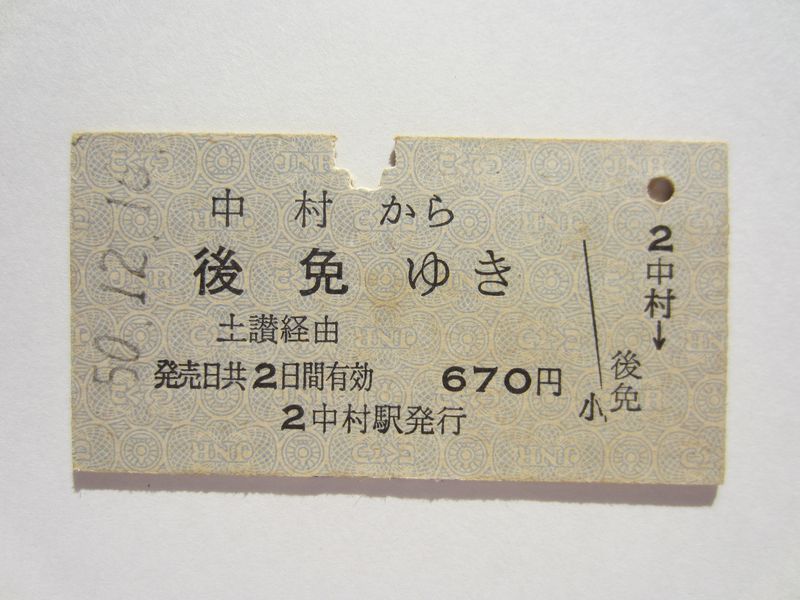 50.12.16
中村から
後免ゆき
土讃経由
発売日共2日間有効 670円
2中村駅発行
2中村→後免
小